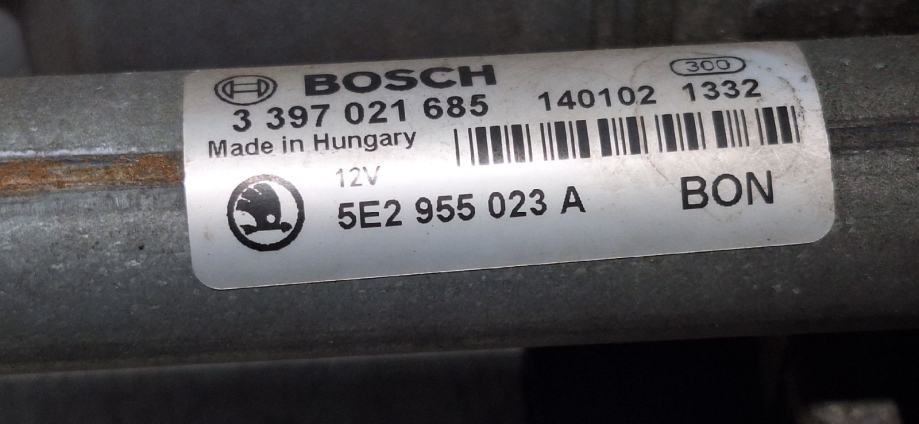 BOSCH 300
3 397 021 685 140102 1332
Made in Hungary
12V
5E2 955 023 A BON